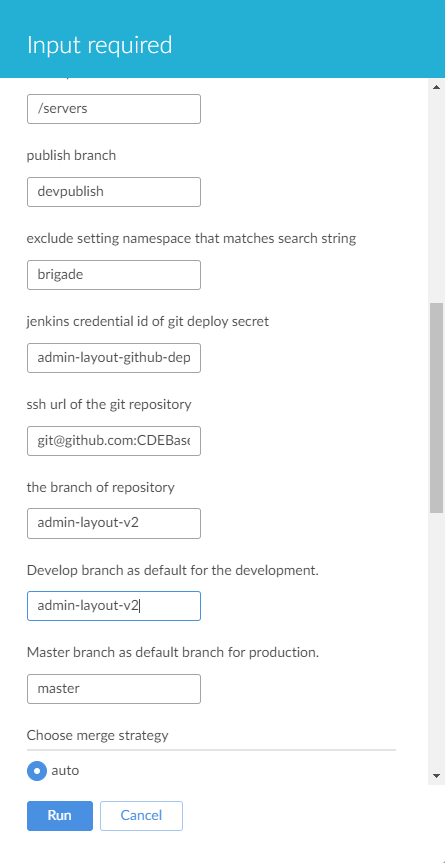 Input required
/servers
publish branch
devpublish
exclude setting namespace that matches search string
brigade
jenkins credential id of git deploy secret
admin-layout-github-dep
ssh url of the git repository
git@github.com:CDEBase
the branch of repository
admin-layout-v2
Develop branch as default for the development.
admin-layout-v2
Master branch as default branch for production.
master
Choose merge strategy
auto
Run Cancel